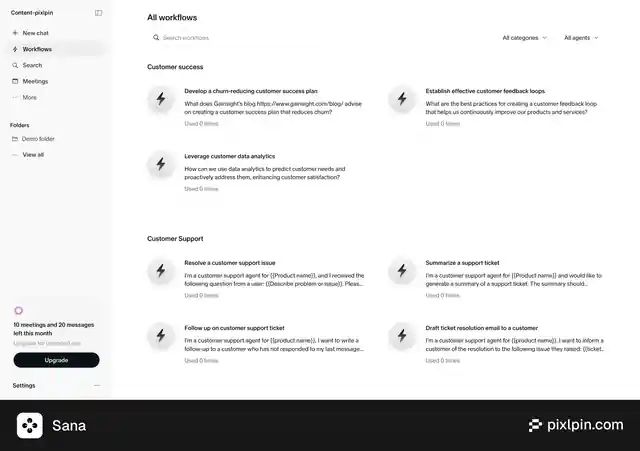 Content-pixlpin
New chat
Workflows
Search
Meetings
More
Folders
Demo folder
View all
10 meetings and 20 messages
left this month
Upgrade for unlimited use
Upgrade
Settings
All workflows
Search workflows
All categories
All agents
Customer success
Develop a churn-reducing customer success plan
What does Gainsight's blog https://www.gainsight.com/blog/ advise
on creating a customer success plan that reduces churn?
Used 0 times
Establish effective customer feedback loops
What are the best practices for creating a customer feedback loop
that helps us continuously improve our products and services?
Used 0 times
Leverage customer data analytics
How can we use data analytics to predict customer needs and
proactively address them, enhancing customer satisfaction?
Used 0 times
Customer Support
Resolve a customer support issue
I'm a customer support agent for {{Product name}}, and I received the
following question from a user: {{Describe problem or issue}}. Pleas...
Used 0 times
Summarize a support ticket
I'm a customer support agent for {{Product name}} and would like to
generate a summary of a support ticket. The summary should...
Used 0 times
Follow up on customer support ticket
I'm a customer support agent for {{product name}}, I want to write a
follow-up to a customer who has not responded to my last message...
Used 0 times
Draft ticket resolution email to a customer
I'm a customer support agent for {{product name}}. I want to inform a
customer of the resolution to the following issue they raised: {{ticket...
Used 0 times
Sana
pixlpin.com